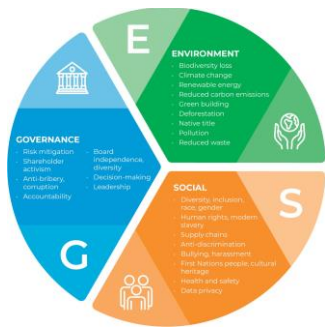 E
ENVIRONMENT
- Biodiversity loss
- Climate change
- Renewable energy
- Reduced carbon emissions
- Green building
- Deforestation
- Native title
- Pollution
- Reduced waste
GOVERNANCE
- Risk mitigation
- Shareholder
activism
- Anti-bribery,
corruption
- Accountability
- Board
independence,
diversity
- Decision-making
- Leadership
G
SOCIAL
- Diversity, inclusion,
race, gender
- Human rights, modern
slavery
- Supply chains
- Anti-discrimination
- Bullying, harassment
- First Nations people, cultural
heritage
- Health and safety
- Data privacy
S